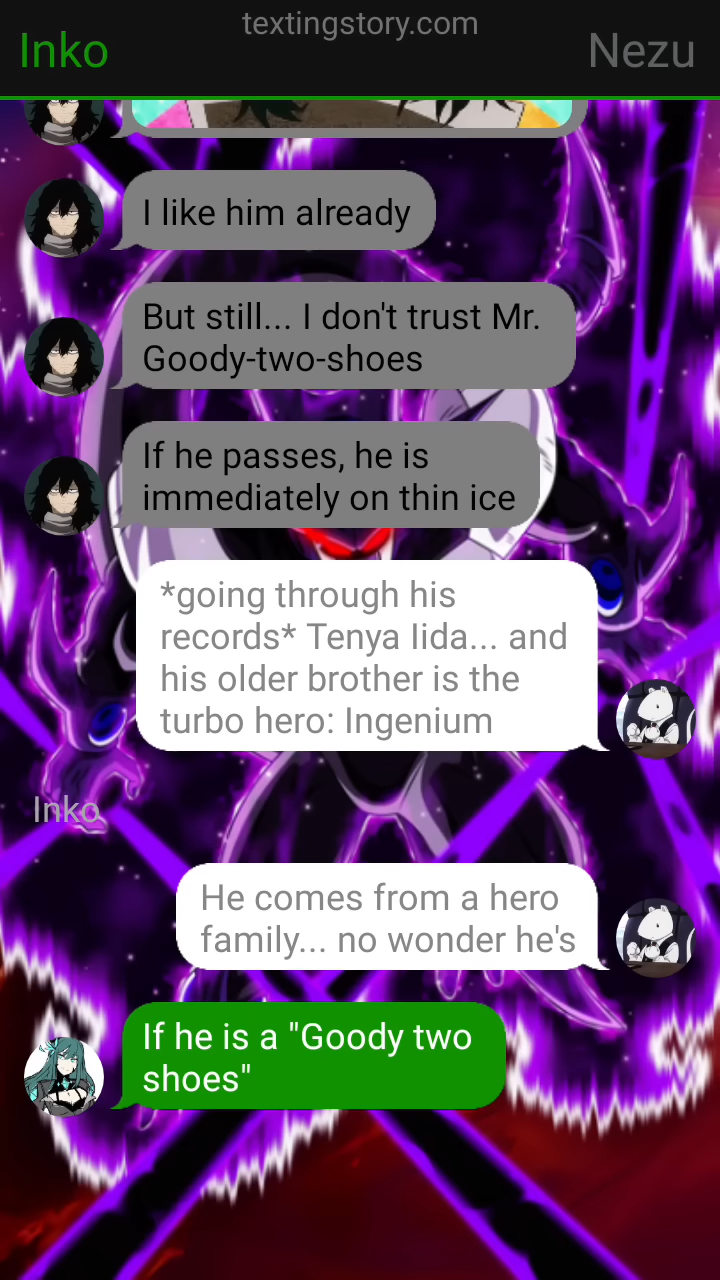 textingstory.com
Inko
Nezu
I like him already
But still... I don't trust Mr.
Goody-two-shoes
If he passes, he is
immediately on thin ice
*going through his
records* Tenya Iida... and
his older brother is the
turbo hero: Ingenium
Inko
He comes from a hero
family... no wonder he's
If he is a "Goody two
shoes"